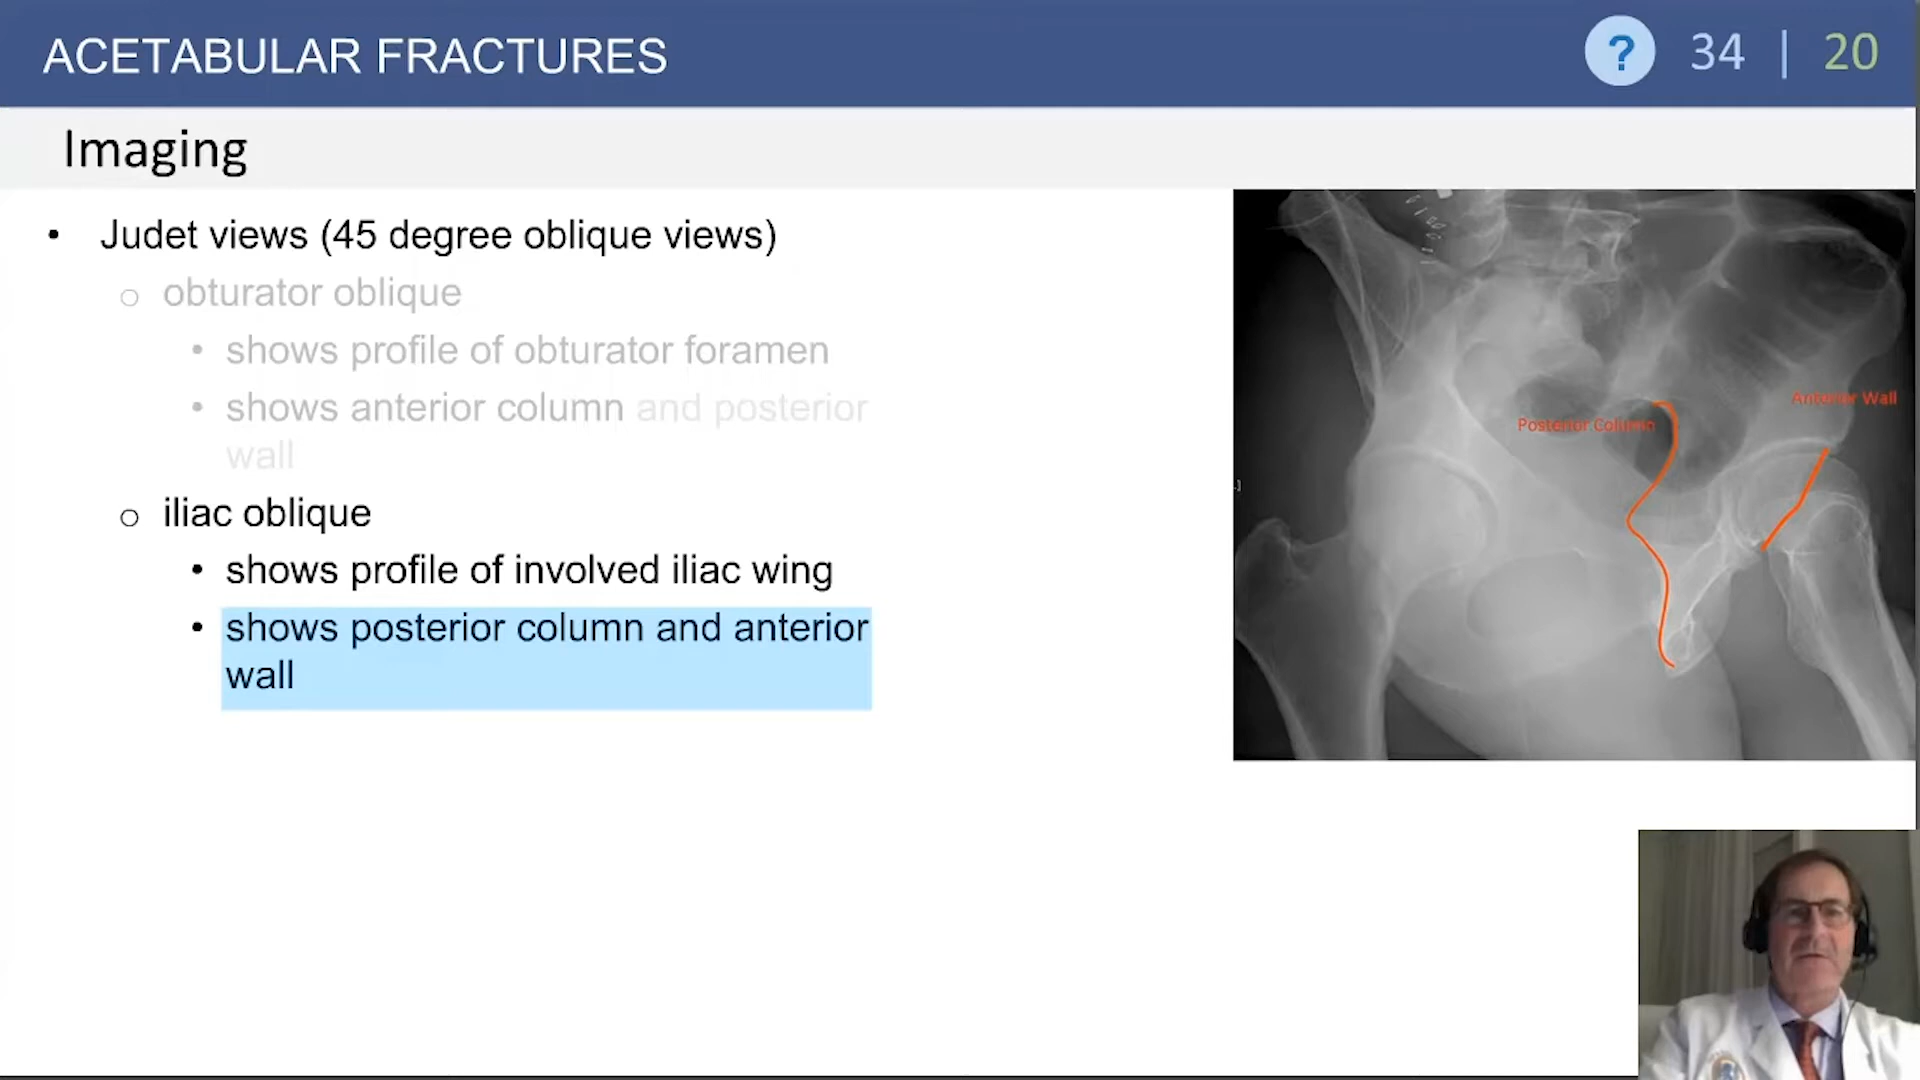 ACETABULAR FRACTURES
? 34 | 20
Imaging
• Judet views (45 degree oblique views)
o obturator oblique
• shows profile of obturator foramen
• shows anterior column and posterior
wall
o iliac oblique
• shows profile of involved iliac wing
• shows posterior column and anterior
wall
Anterior Wall
Posterior Column